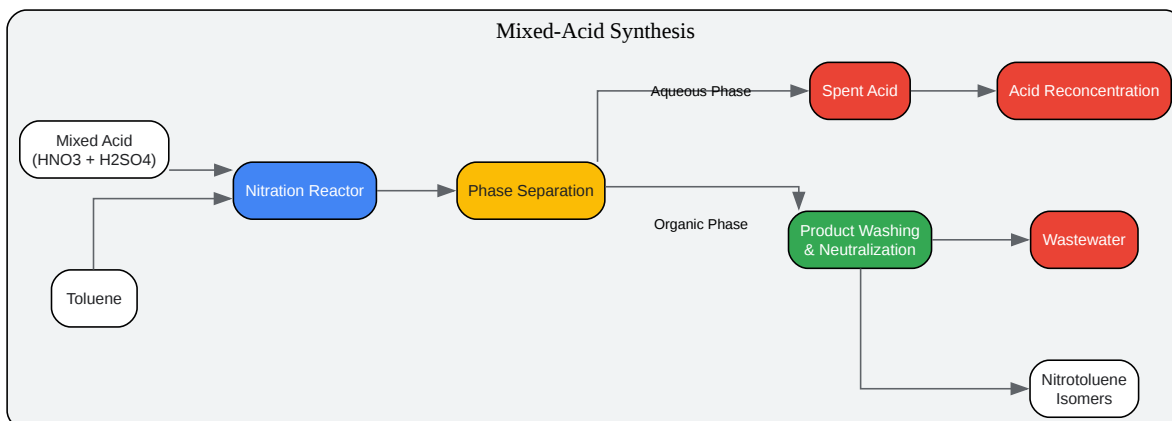 Mixed-Acid Synthesis
Aqueous Phase
Spent Acid
Acid Reconcentration
Mixed Acid
(HNO3 + H2SO4)
Nitration Reactor
Phase Separation
Organic Phase
Product Washing
& Neutralization
Wastewater
Toluene
Nitrotoluene
Isomers